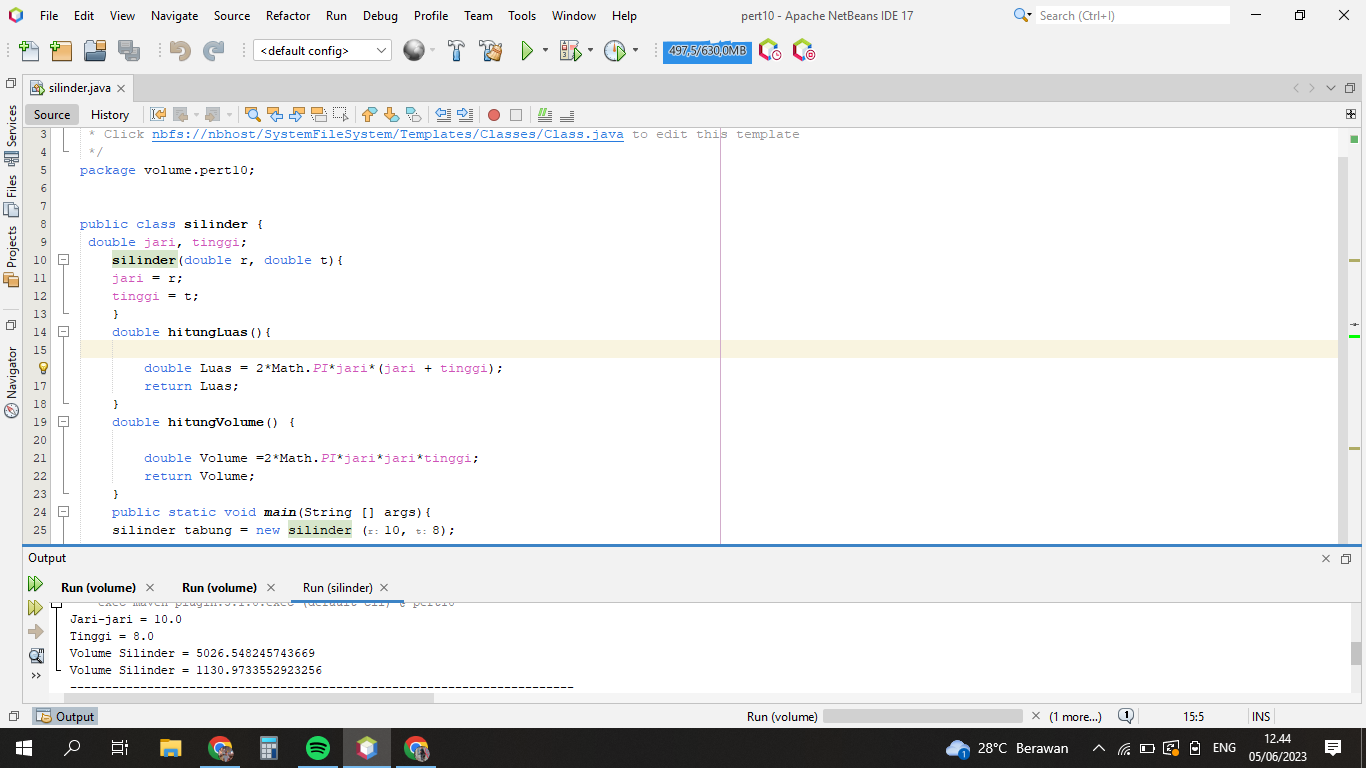 File Edit View Navigate Source Refactor Run Debug Profile Team Tools Window Help
pert10 - Apache NetBeans IDE 17
Search (Ctrl+I)
<default config>
497,5/630,0MB
silinder.java
Source History
Services
Files
Projects
Navigator
3 * Click nbfs://nbhost/SystemFileSystem/Templates/Classes/Class.java to edit this template
4 */
5 package volume.pert10;
6
7
8 public class silinder {
9 double jari, tinggi;
10 silinder(double r, double t){
11 jari = r;
12 tinggi = t;
13 }
14 double hitungLuas(){
15
double Luas = 2*Math.PI*jari*(jari + tinggi);
17 return Luas;
18 }
19 double hitungVolume() {
20
21 double Volume =2*Math.PI*jari*jari*tinggi;
22 return Volume;
23 }
24 public static void main(String [] args){
25 silinder tabung = new silinder (r: 10, t: 8);
Output
Run (volume) Run (volume) Run (silinder)
Jari-jari = 10.0
Tinggi = 8.0
Volume Silinder = 5026.548245743669
Volume Silinder = 1130.9733552923256
------------------------------------------------------------------------
Output
Run (volume) (1 more...) 1 15:5 INS
1 28°C Berawan ENG 12.44
05/06/2023